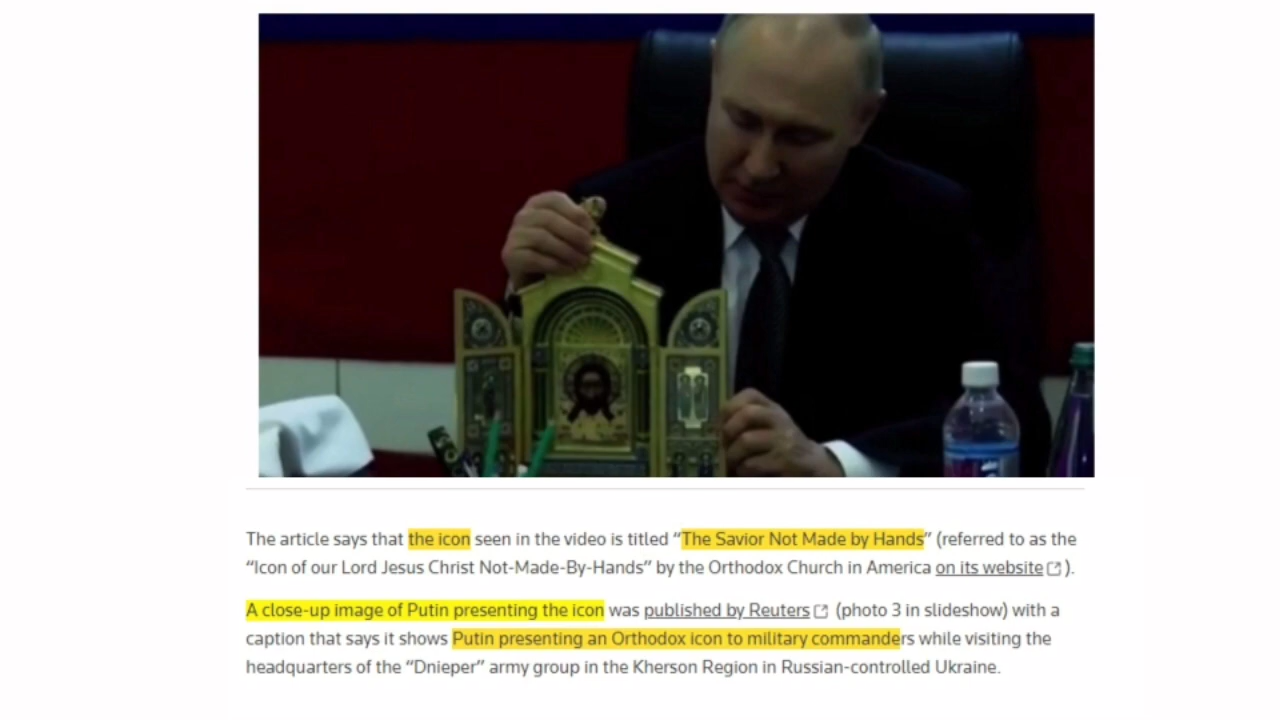 The article says that the icon seen in the video is titled “The Savior Not Made by Hands” (referred to as the
“Icon of our Lord Jesus Christ Not-Made-By-Hands” by the Orthodox Church in America on its website).
A close-up image of Putin presenting the icon was published by Reuters (photo 3 in slideshow) with a
caption that says it shows Putin presenting an Orthodox icon to military commanders while visiting the
headquarters of the “Dnieper” army group in the Kherson Region in Russian-controlled Ukraine.